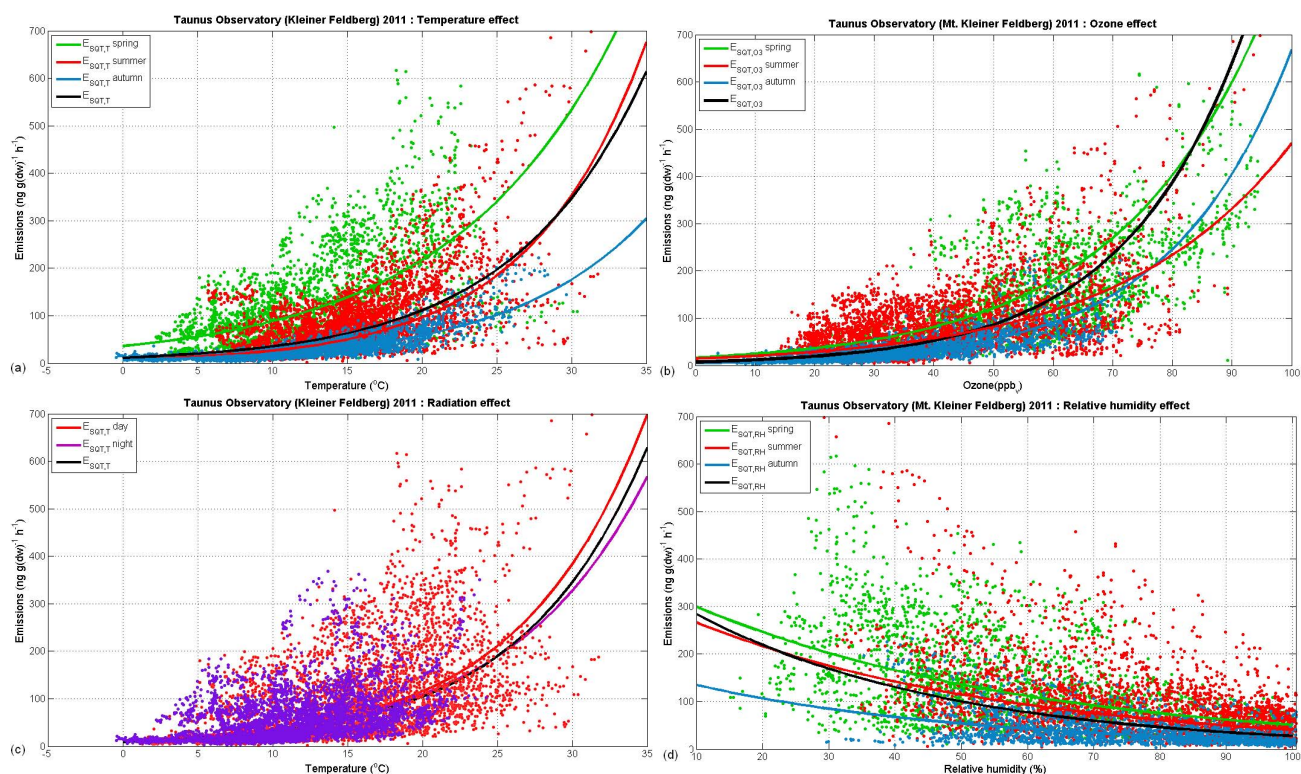 Taunus Observatory (Kleiner Feldberg) 2011 : Temperature effect
E_SQT,T spring
E_SQT,T summer
E_SQT,T autumn
E_SQT,T
Emissions (ng g(dw)^-1 h^-1)
700
600
500
400
300
200
100
0
-5 0 5 10 15 20 25 30 35
Temperature (°C)
(a)
Taunus Observatory (Mt. Kleiner Feldberg) 2011 : Ozone effect
E_SQT,O3 spring
E_SQT,O3 summer
E_SQT,O3 autumn
E_SQT,O3
Emissions (ng g(dw)^-1 h^-1)
700
600
500
400
300
200
100
0
0 10 20 30 40 50 60 70 80 90 100
Ozone(ppb_v)
(b)
Taunus Observatory (Kleiner Feldberg) 2011 : Radiation effect
E_SQT,T day
E_SQT,T night
E_SQT,T
Emissions (ng g(dw)^-1 h^-1)
700
600
500
400
300
200
100
0
-5 0 5 10 15 20 25 30 35
Temperature (°C)
(c)
Taunus Observatory (Mt. Kleiner Feldberg) 2011 : Relative humidity effect
E_SQT,RH spring
E_SQT,RH summer
E_SQT,RH autumn
E_SQT,RH
Emissions (ng g(dw)^-1 h^-1)
700
600
500
400
300
200
100
10 20 30 40 50 60 70 80 90 100
Relative humidity (%)
(d)